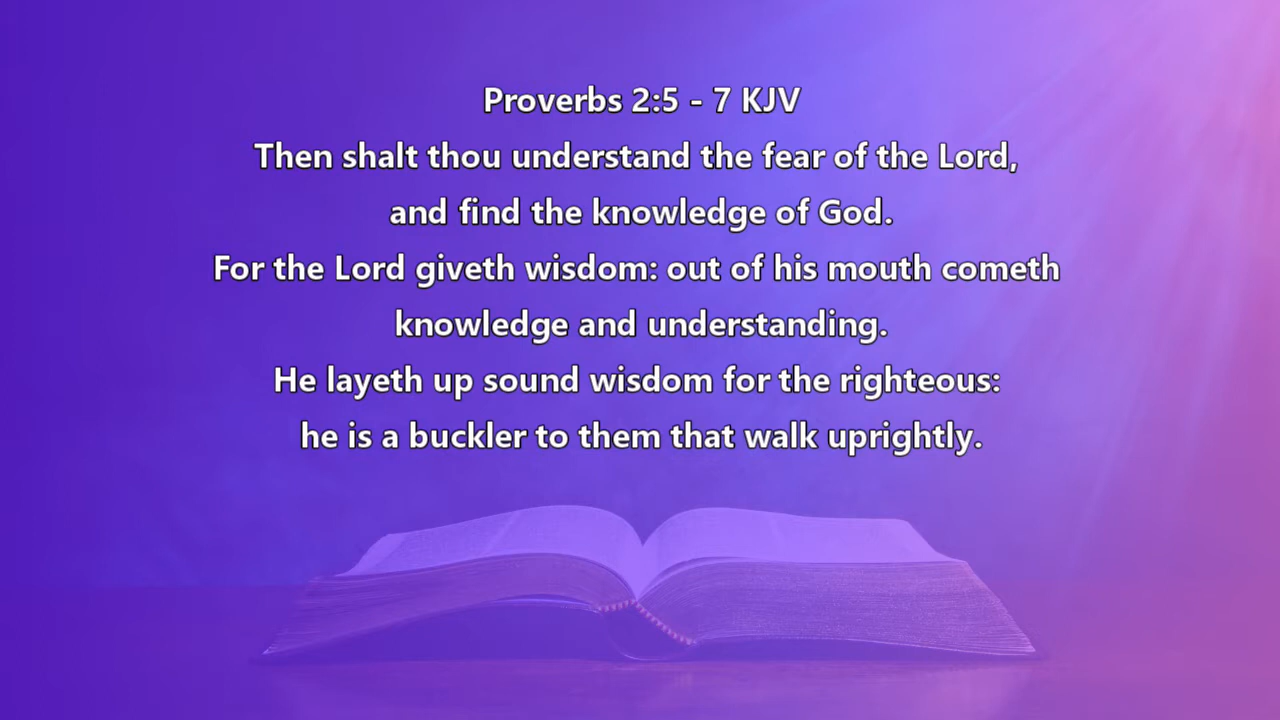 Proverbs 2:5 - 7 KJV
Then shalt thou understand the fear of the Lord,
and find the knowledge of God.
For the Lord giveth wisdom: out of his mouth cometh
knowledge and understanding.
He layeth up sound wisdom for the righteous:
he is a buckler to them that walk uprightly.